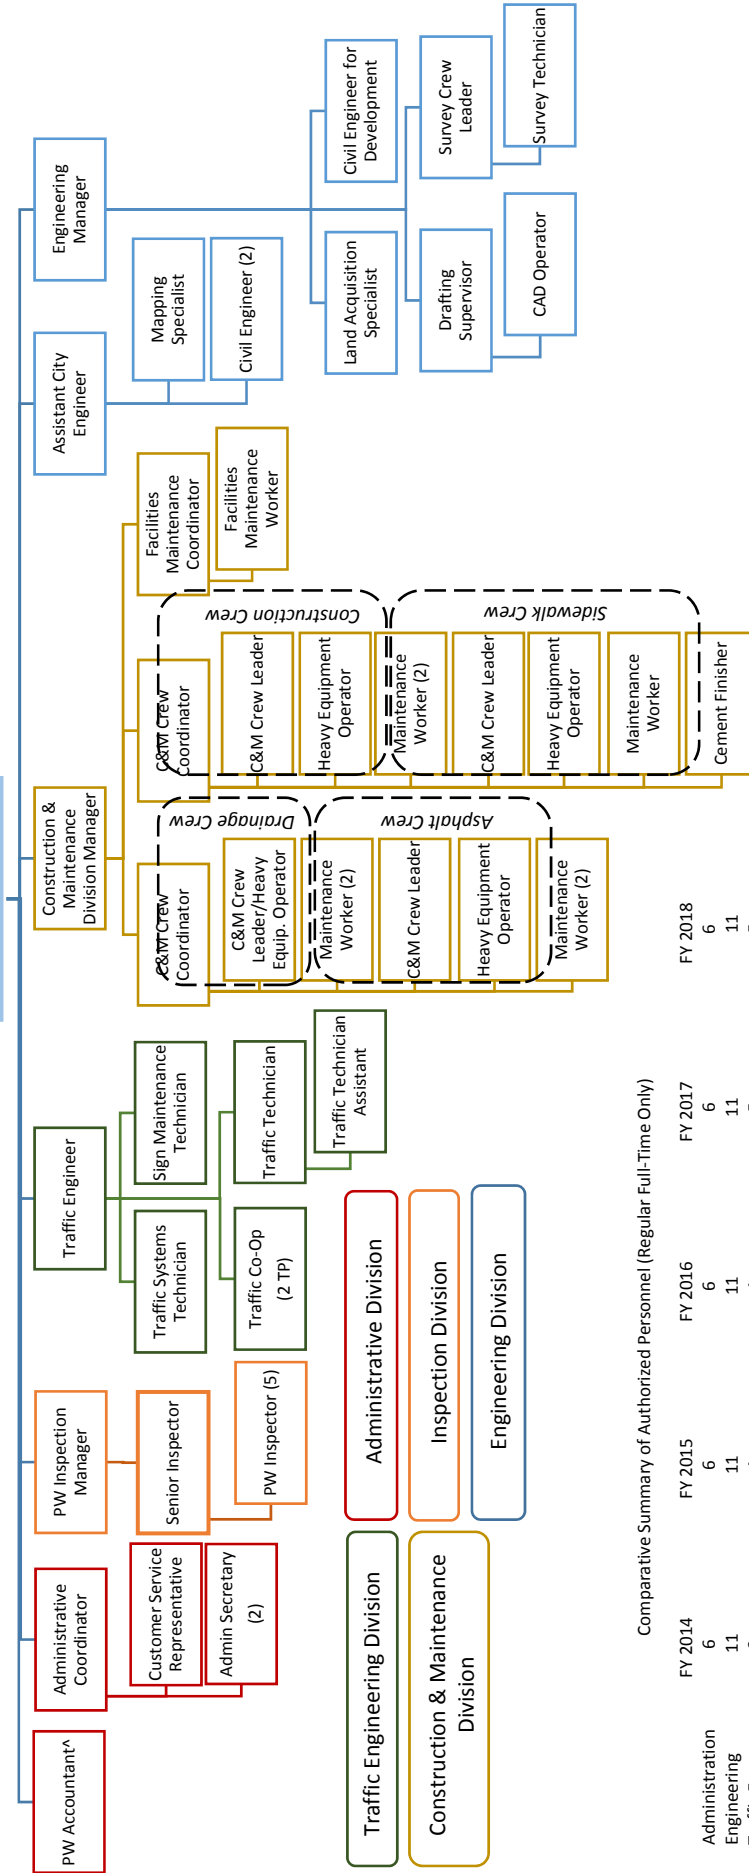 PW Accountant^
Administrative
Coordinator
Customer Service
Representative
Admin Secretary
(2)
PW Inspection
Manager
Senior Inspector
PW Inspector (5)
Traffic Engineer
Traffic Systems
Technician
Sign Maintenance
Technician
Traffic Co-Op
(2 TP)
Traffic Technician
Traffic Technician
Assistant
Construction &
Maintenance
Division Manager
C&M Crew
Coordinator
C&M Crew
Leader/Heavy
Equip. Operator
Maintenance
Worker (2)
C&M Crew Leader
Heavy Equipment
Operator
Maintenance
Worker (2)
Drainage Crew
Asphalt Crew
C&M Crew
Coordinator
C&M Crew Leader
Heavy Equipment
Operator
Maintenance
Worker (2)
C&M Crew Leader
Heavy Equipment
Operator
Maintenance
Worker
Cement Finisher
Construction Crew
Sidewalk Crew
Facilities
Maintenance
Coordinator
Facilities
Maintenance
Worker
Assistant City
Engineer
Mapping
Specialist
Civil Engineer (2)
Engineering
Manager
Land Acquisition
Specialist
Civil Engineer for
Development
Drafting
Supervisor
Survey Crew
Leader
CAD Operator
Survey Technician
Traffic Engineering Division
Administrative Division
Construction & Maintenance
Division
Inspection Division
Engineering Division
Comparative Summary of Authorized Personnel (Regular Full-Time Only)
FY 2014 FY 2015 FY 2016 FY 2017 FY 2018
Administration 6 6 6 6 6
Engineering 11 11 11 11 11